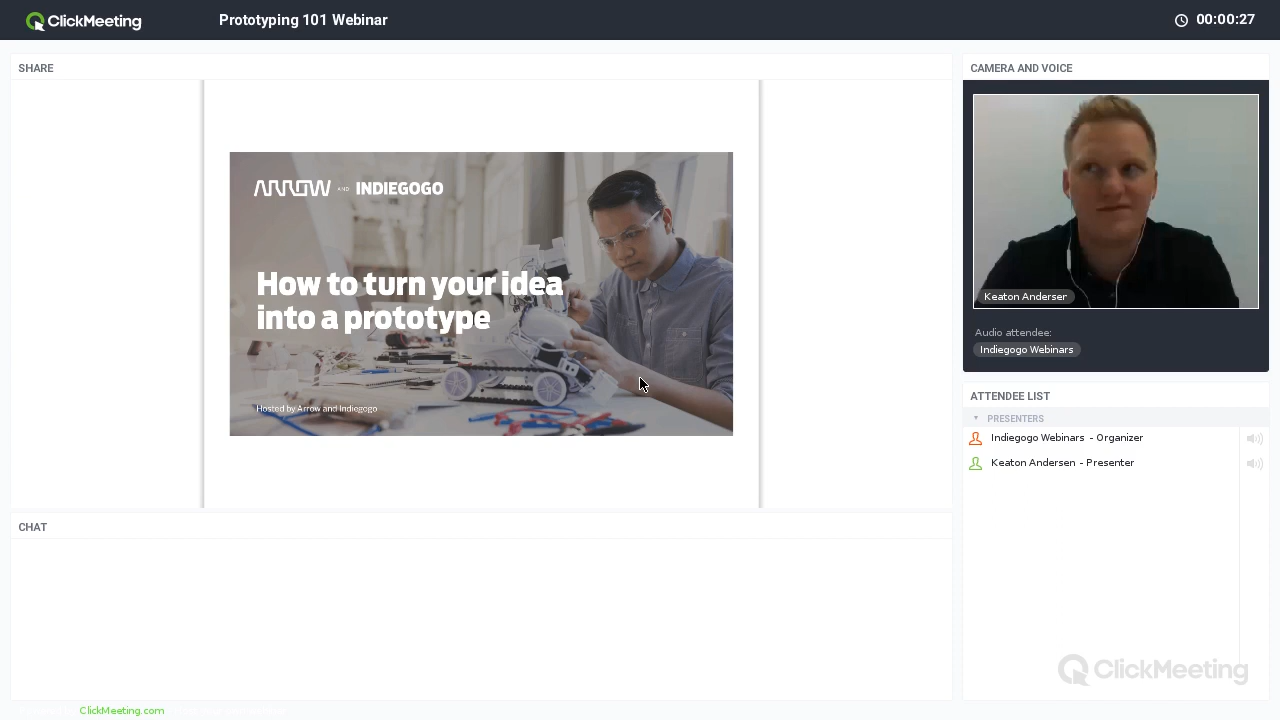 ClickMeeting
Prototyping 101 Webinar
00:00:27
SHARE
ARROW AND INDIEGOGO
How to turn your idea
into a prototype
Hosted by Arrow and Indiegogo
CAMERA AND VOICE
Keaton Andersen
Audio attendee:
Indiegogo Webinars
ATTENDEE LIST
PRESENTERS
Indiegogo Webinars - Organizer
Keaton Andersen - Presenter
CHAT
ClickMeeting
ClickMeeting.com